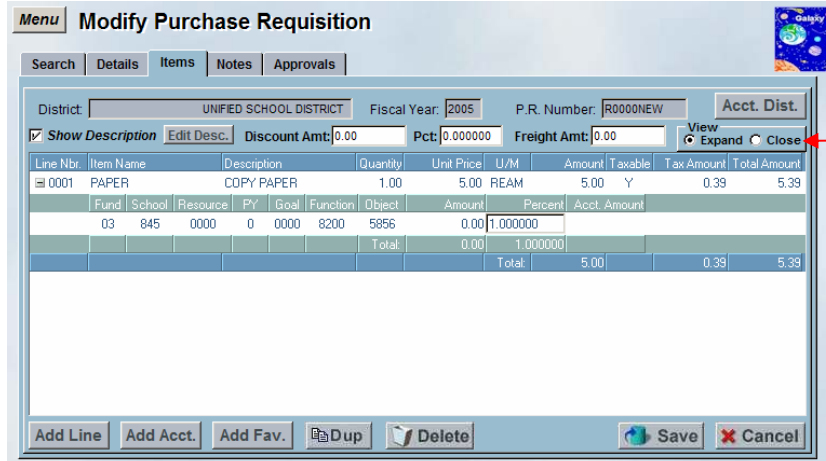 Menu Modify Purchase Requisition
Galaxy
Search Details Items Notes Approvals
District: UNIFIED SCHOOL DISTRICT Fiscal Year: 2005 P.R. Number: R0000NEW Acct. Dist.
Show Description Edit Desc. Discount Amt: 0.00 Pct: 0.000000 Freight Amt: 0.00 View Expand Close
Line Nbr. Item Name Description Quantity Unit Price U/M Amount Taxable Tax Amount Total Amount
0001 PAPER COPY PAPER 1.00 5.00 REAM 5.00 Y 0.39 5.39
Fund School Resource PY Goal Function Object Amount Percent Acct. Amount
03 845 0000 0 0000 8200 5856 0.00 1.000000
Total: 0.00 1.000000
Total: 5.00 0.39 5.39
Add Line Add Acct. Add Fav. Dup Delete Save Cancel